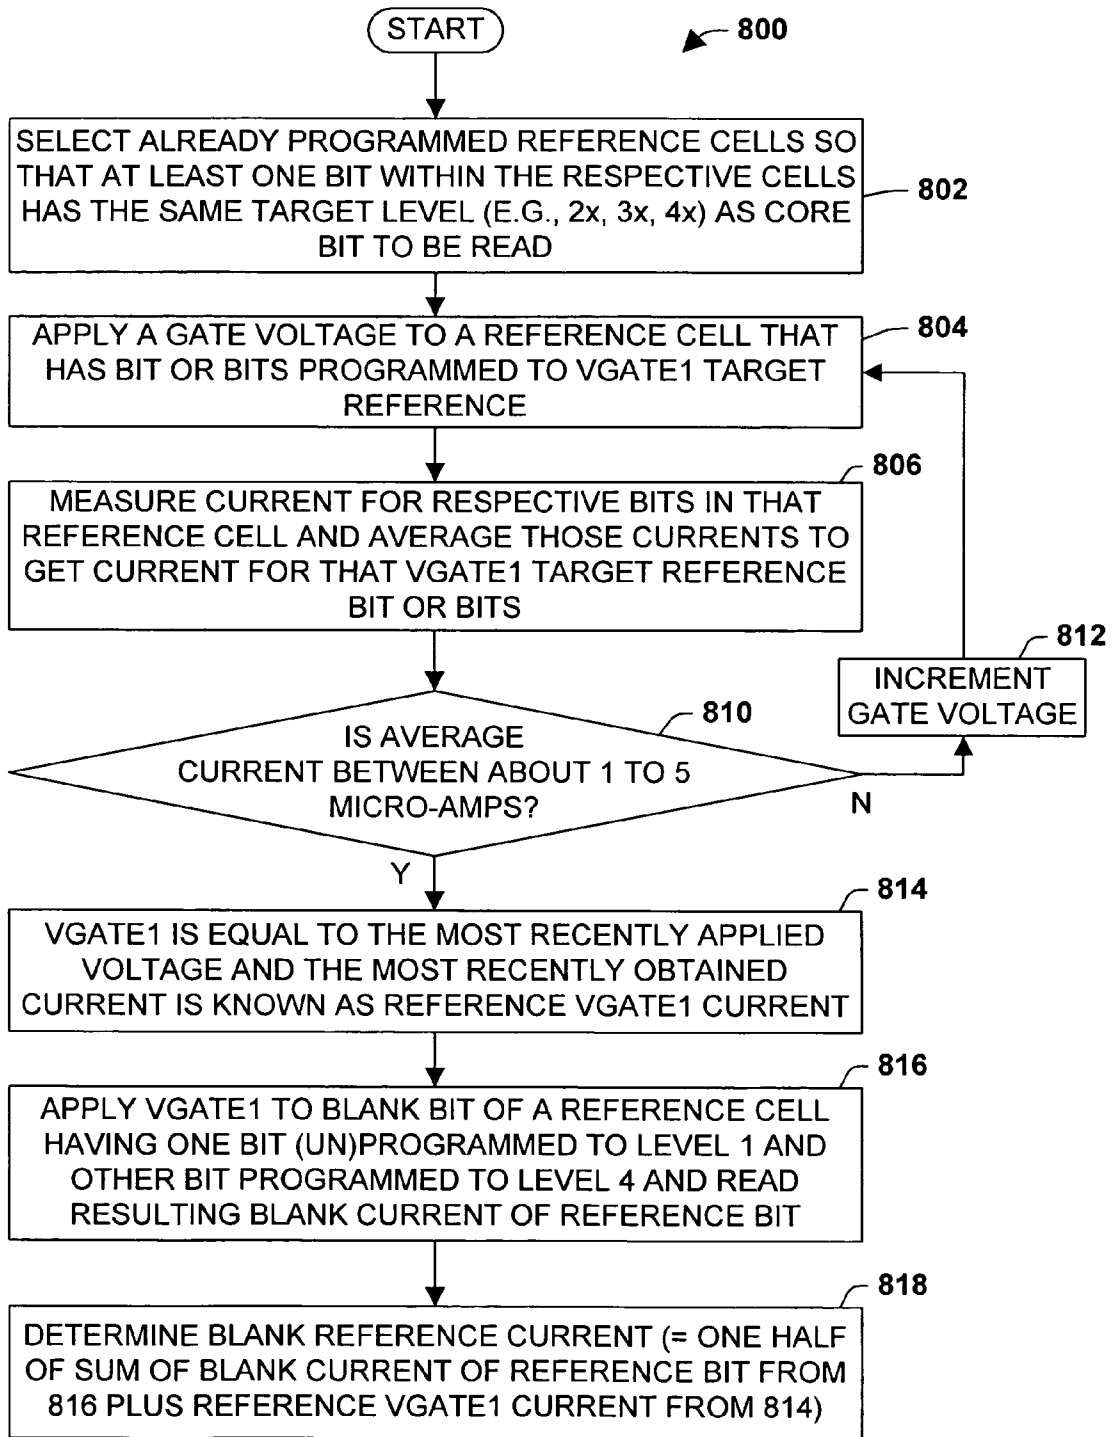 START
800
SELECT ALREADY PROGRAMMED REFERENCE CELLS SO
THAT AT LEAST ONE BIT WITHIN THE RESPECTIVE CELLS
HAS THE SAME TARGET LEVEL (E.G., 2x, 3x, 4x) AS CORE
BIT TO BE READ
802
APPLY A GATE VOLTAGE TO A REFERENCE CELL THAT
HAS BIT OR BITS PROGRAMMED TO VGATE1 TARGET
REFERENCE
804
MEASURE CURRENT FOR RESPECTIVE BITS IN THAT
REFERENCE CELL AND AVERAGE THOSE CURRENTS TO
GET CURRENT FOR THAT VGATE1 TARGET REFERENCE
BIT OR BITS
806
812
INCREMENT
GATE VOLTAGE
810
IS AVERAGE
CURRENT BETWEEN ABOUT 1 TO 5
MICRO-AMPS?
N
Y
814
VGATE1 IS EQUAL TO THE MOST RECENTLY APPLIED
VOLTAGE AND THE MOST RECENTLY OBTAINED
CURRENT IS KNOWN AS REFERENCE VGATE1 CURRENT
816
APPLY VGATE1 TO BLANK BIT OF A REFERENCE CELL
HAVING ONE BIT (UN)PROGRAMMED TO LEVEL 1 AND
OTHER BIT PROGRAMMED TO LEVEL 4 AND READ
RESULTING BLANK CURRENT OF REFERENCE BIT
818
DETERMINE BLANK REFERENCE CURRENT (= ONE HALF
OF SUM OF BLANK CURRENT OF REFERENCE BIT FROM
816 PLUS REFERENCE VGATE1 CURRENT FROM 814)